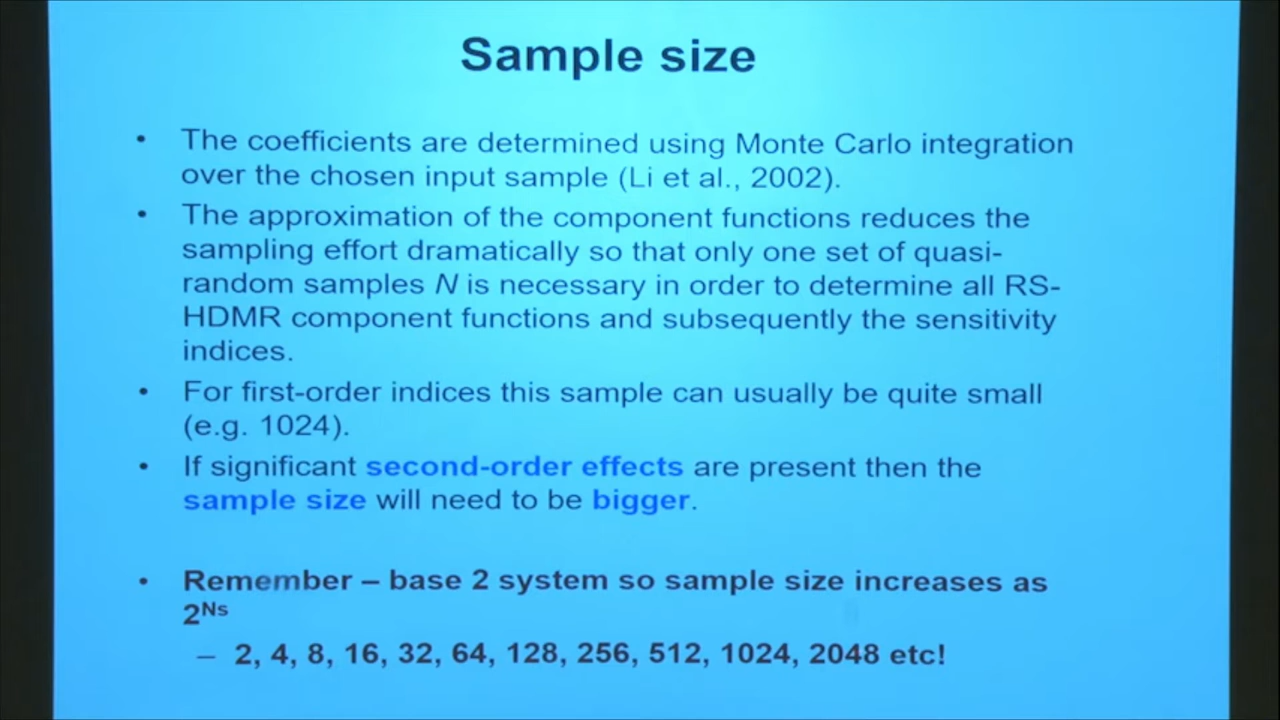 Sample size
• The coefficients are determined using Monte Carlo integration
over the chosen input sample (Li et al., 2002).
• The approximation of the component functions reduces the
sampling effort dramatically so that only one set of quasi-
random samples N is necessary in order to determine all RS-
HDMR component functions and subsequently the sensitivity
indices.
• For first-order indices this sample can usually be quite small
(e.g. 1024).
• If significant second-order effects are present then the
sample size will need to be bigger.
• Remember – base 2 system so sample size increases as
2^Ns
– 2, 4, 8, 16, 32, 64, 128, 256, 512, 1024, 2048 etc!